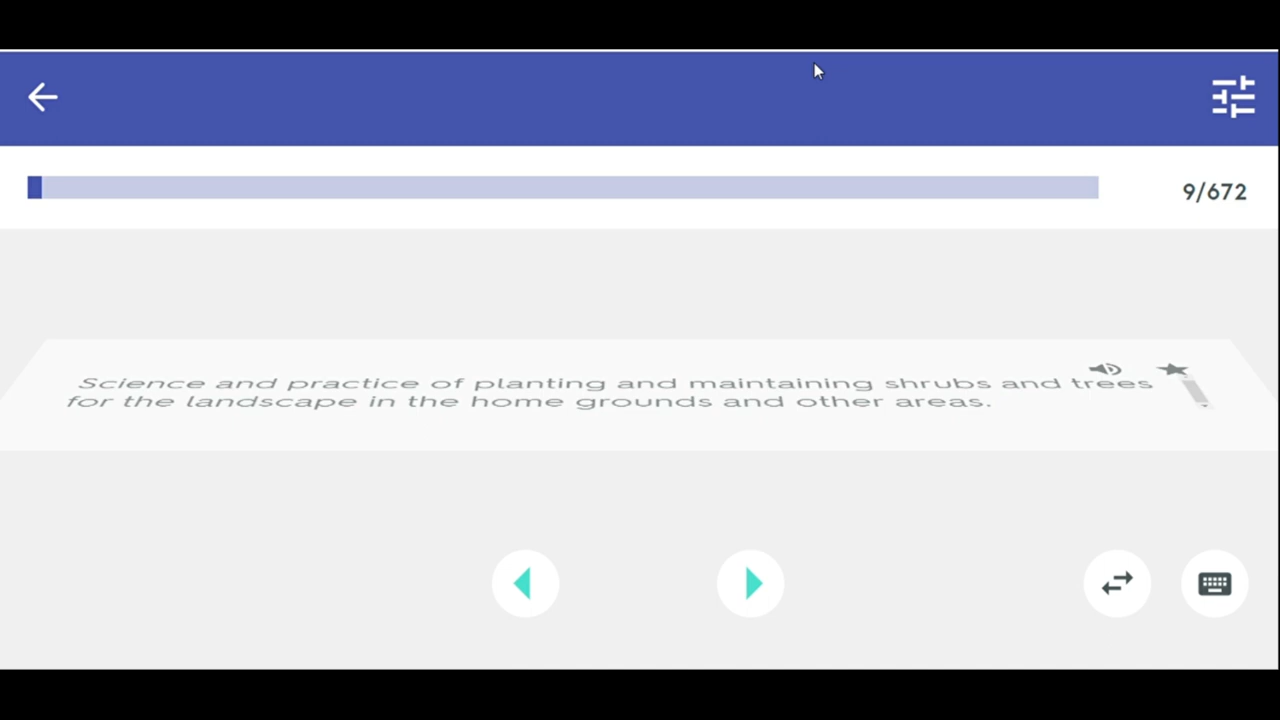 9/672
Science and practice of planting and maintaining shrubs and trees
for the landscape in the home grounds and other areas.